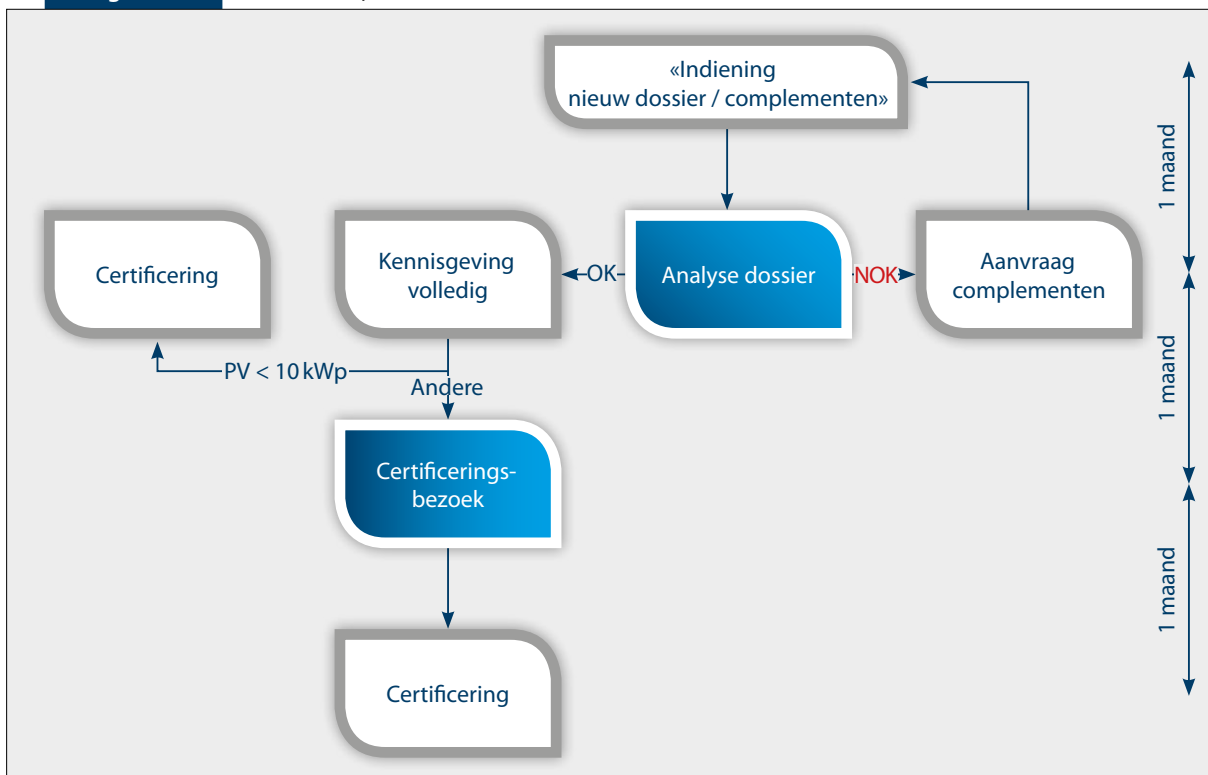 «Indiening
nieuw dossier / complementen»
1 maand
Certificering
Kennisgeving
volledig
OK
Analyse dossier
NOK
Aanvraag
complementen
PV < 10 kWp
Andere
1 maand
Certificerings-
bezoek
1 maand
Certificering